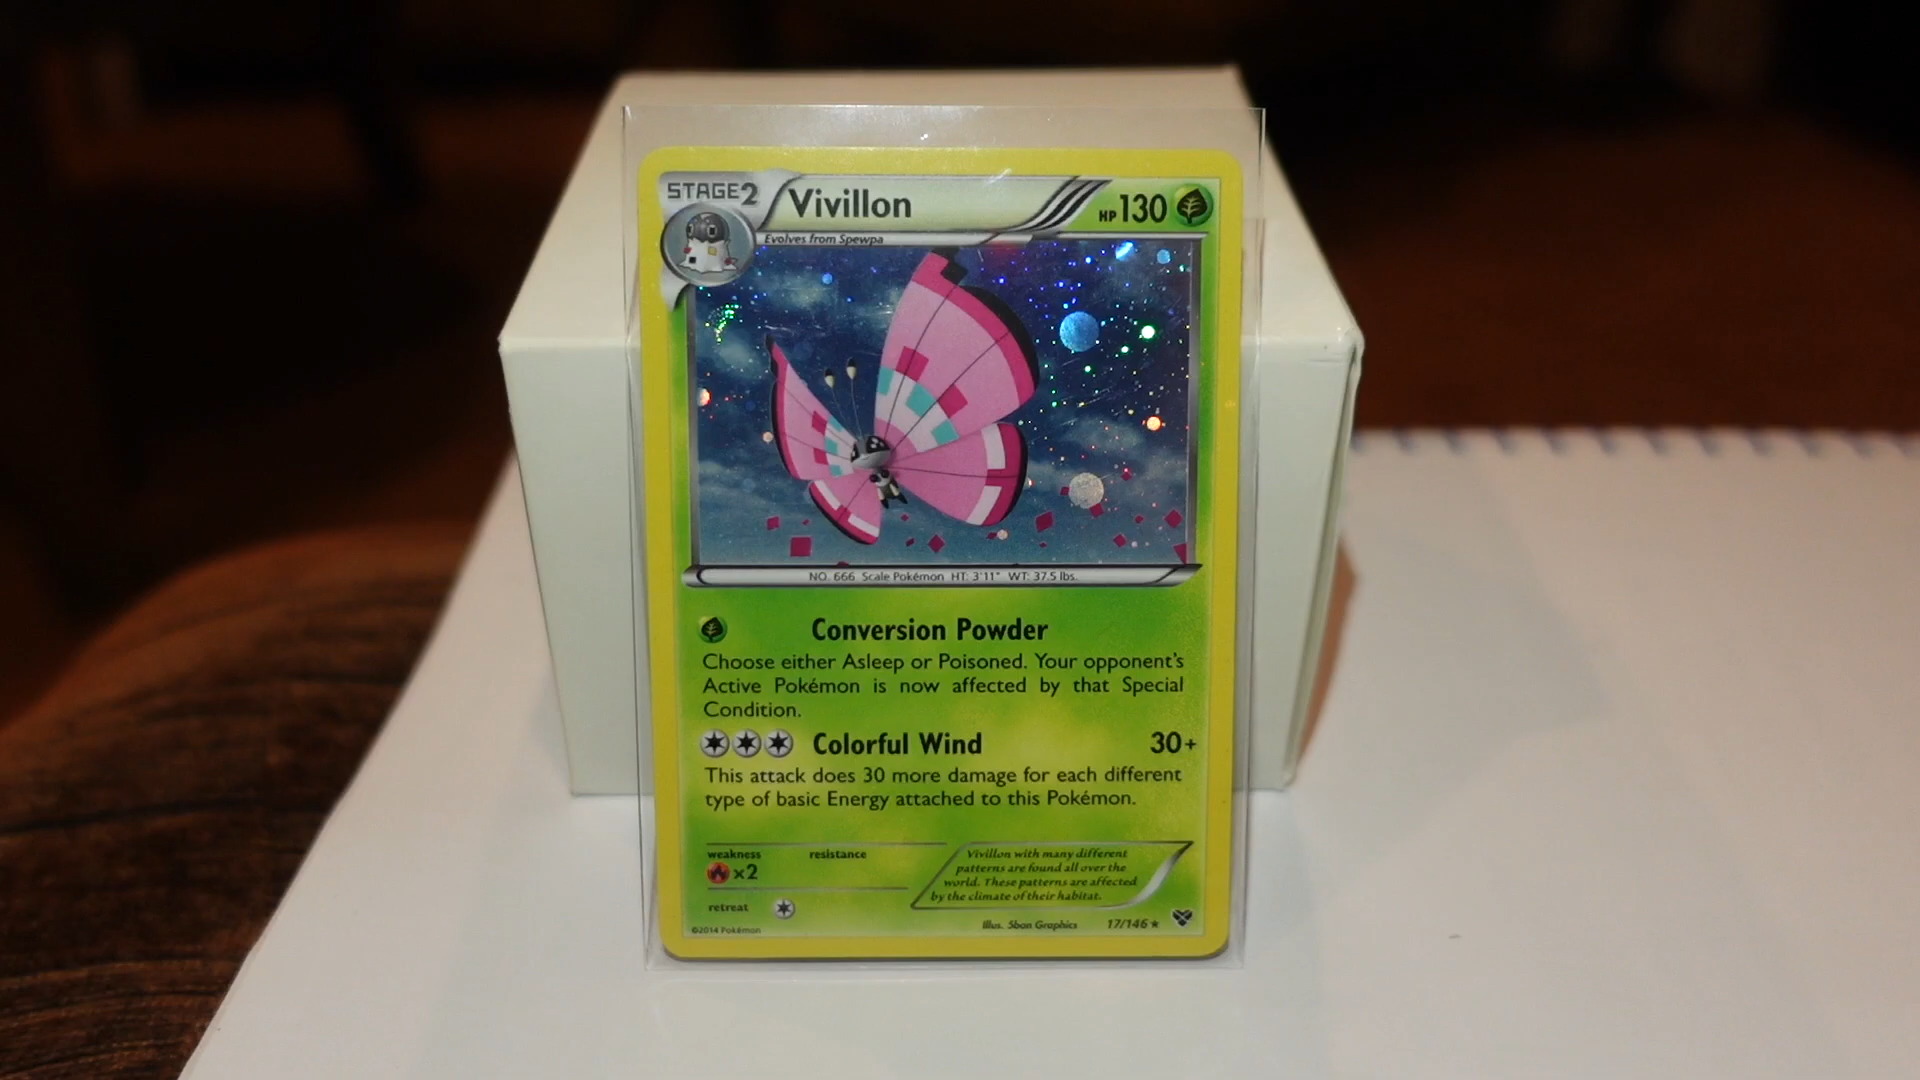 STAGE2
Vivillon
HP130
Evolves from Spewpa
NO. 666 Scale Pokémon HT: 3'11" WT: 37.5 lbs.
Conversion Powder
Choose either Asleep or Poisoned. Your opponent's
Active Pokémon is now affected by that Special
Condition.
Colorful Wind 30+
This attack does 30 more damage for each different
type of basic Energy attached to this Pokémon.
weakness resistance
×2
retreat
Vivillon with many different
patterns are found all over the
world. These patterns are affected
by the climate of their habitat.
Illus. 5ban Graphics 17/146
©2014 Pokémon